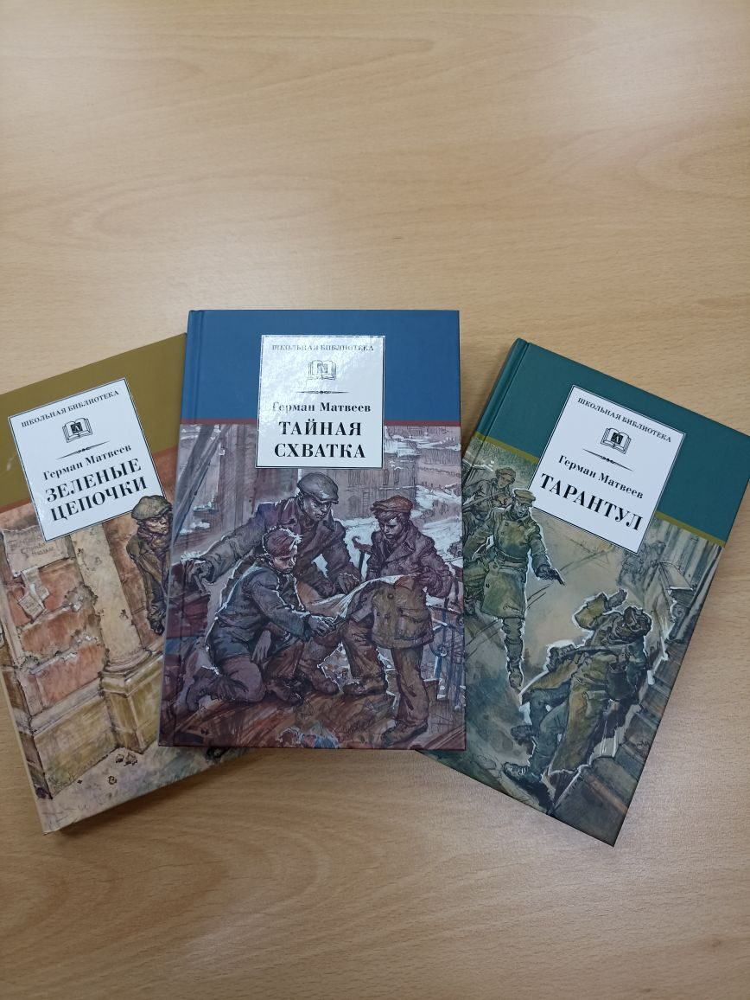 ШКОЛЬНАЯ БИБЛИОТЕКА
Герман Матвеев
ЗЕЛЕНЫЕ
ЦЕПОЧКИ
ШКОЛЬНАЯ БИБЛИОТЕКА
Герман Матвеев
ТАЙНАЯ
СХВАТКА
ШКОЛЬНАЯ БИБЛИОТЕКА
Герман Матвеев
ТАРАНТУЛ